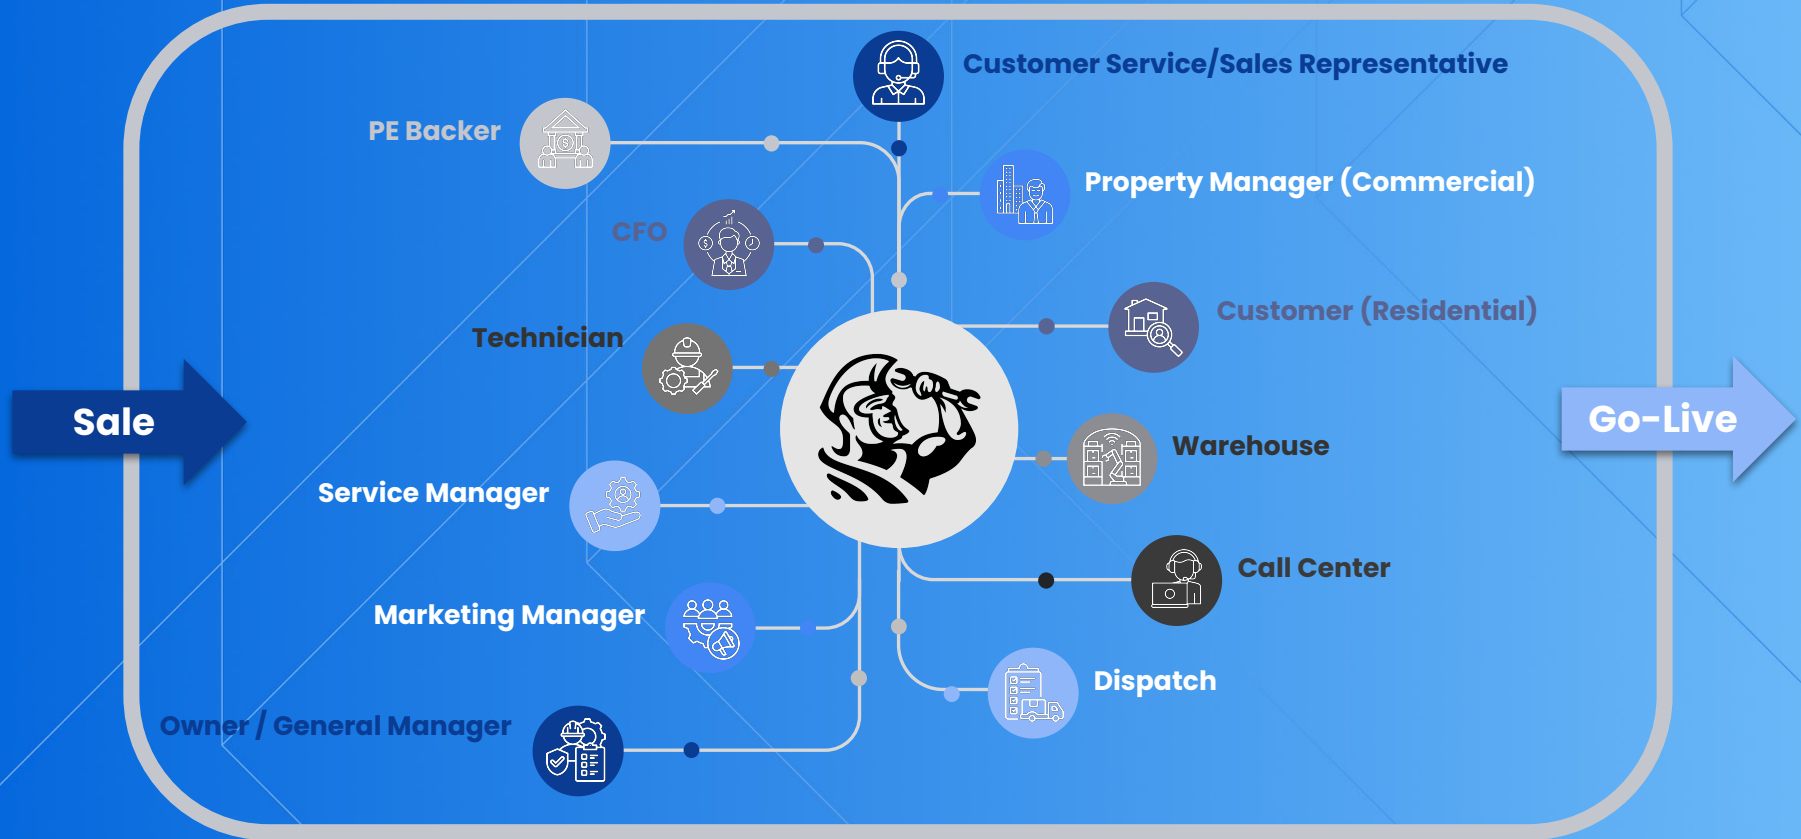 Customer Service/Sales Representative
PE Backer
Property Manager (Commercial)
CFO
Customer (Residential)
Technician
Sale
Go-Live
Warehouse
Service Manager
Call Center
Marketing Manager
Dispatch
Owner / General Manager